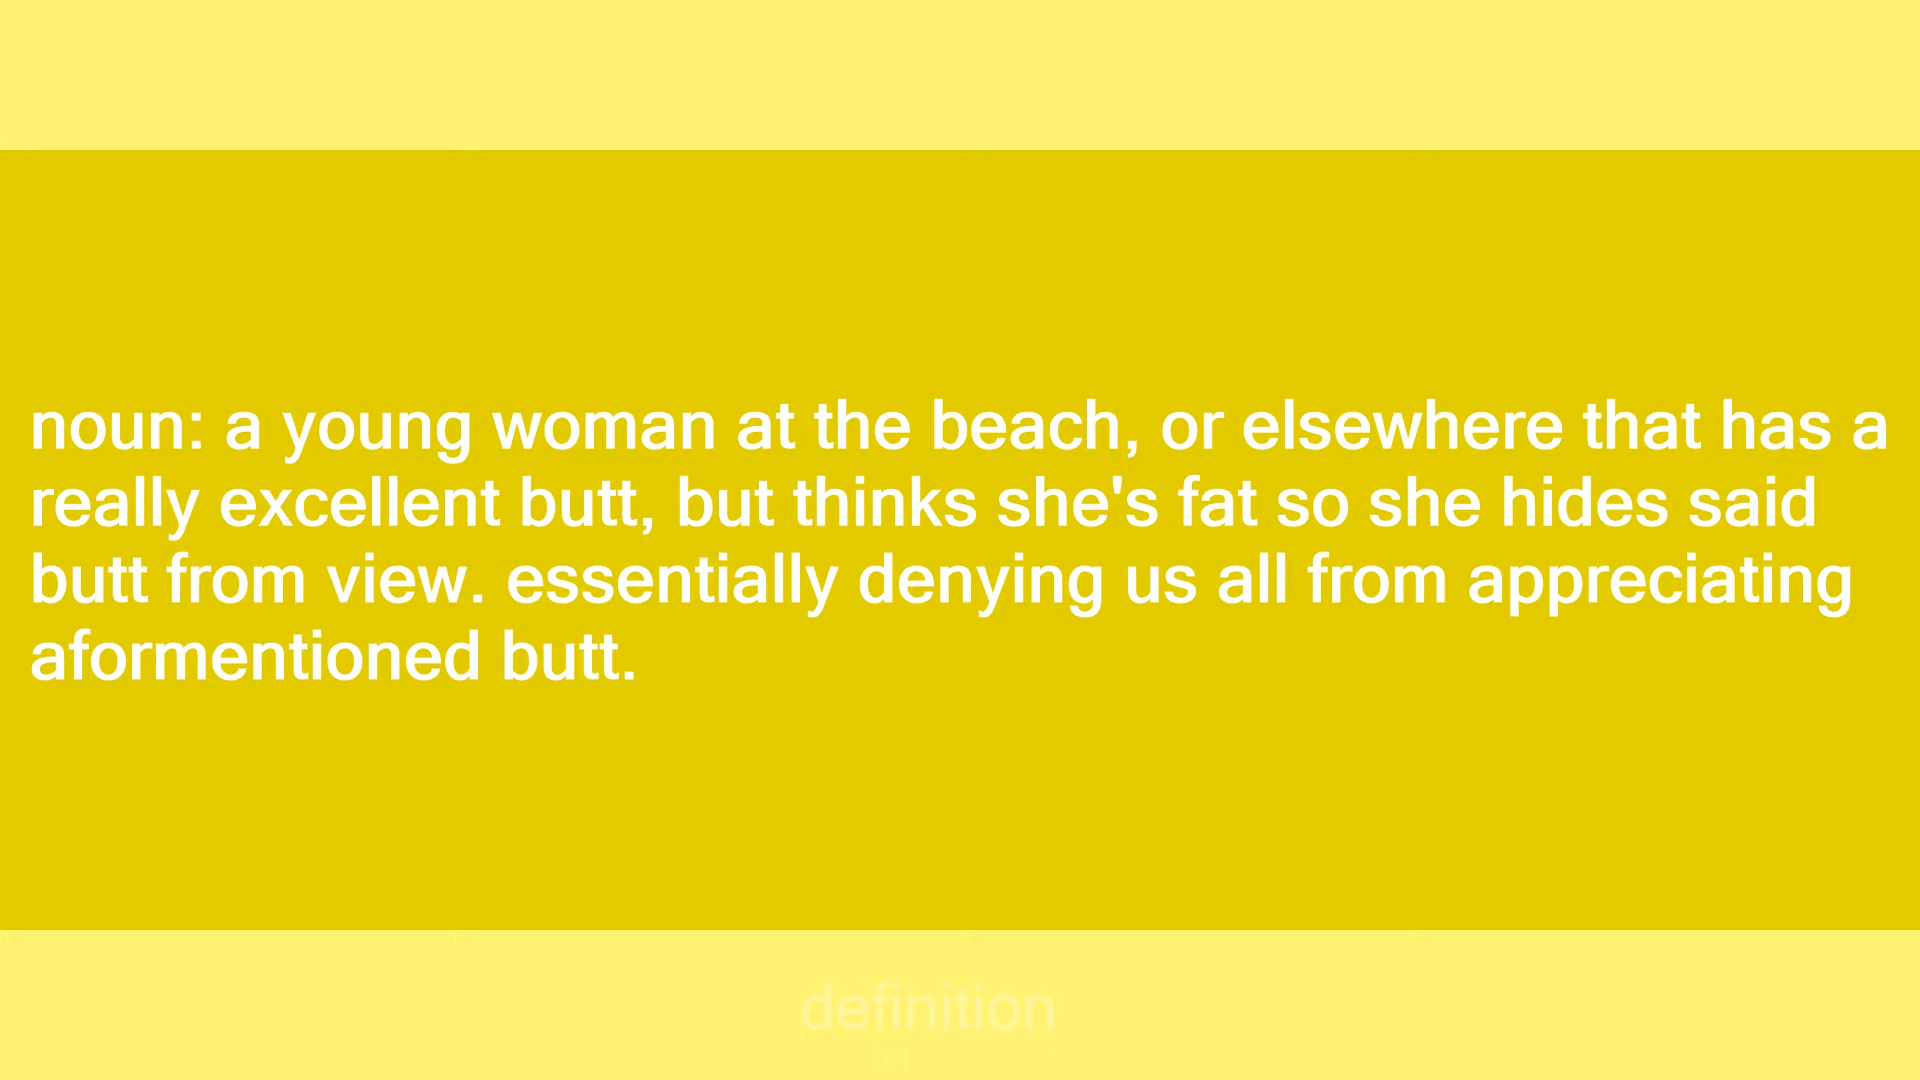 noun: a young woman at the beach, or elsewhere that has a
really excellent butt, but thinks she's fat so she hides said
butt from view. essentially denying us all from appreciating
aformentioned butt.
definition